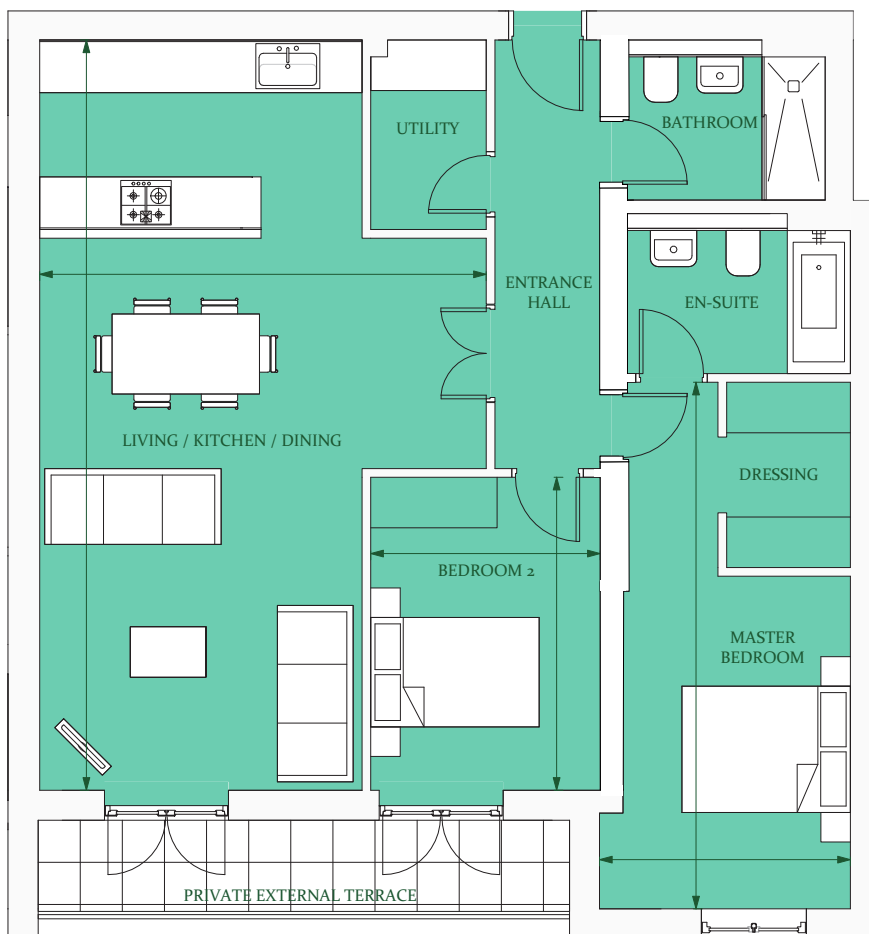 UTILITY
BATHROOM
ENTRANCE
HALL
EN-SUITE
LIVING / KITCHEN / DINING
DRESSING
BEDROOM 2
MASTER
BEDROOM
PRIVATE EXTERNAL TERRACE